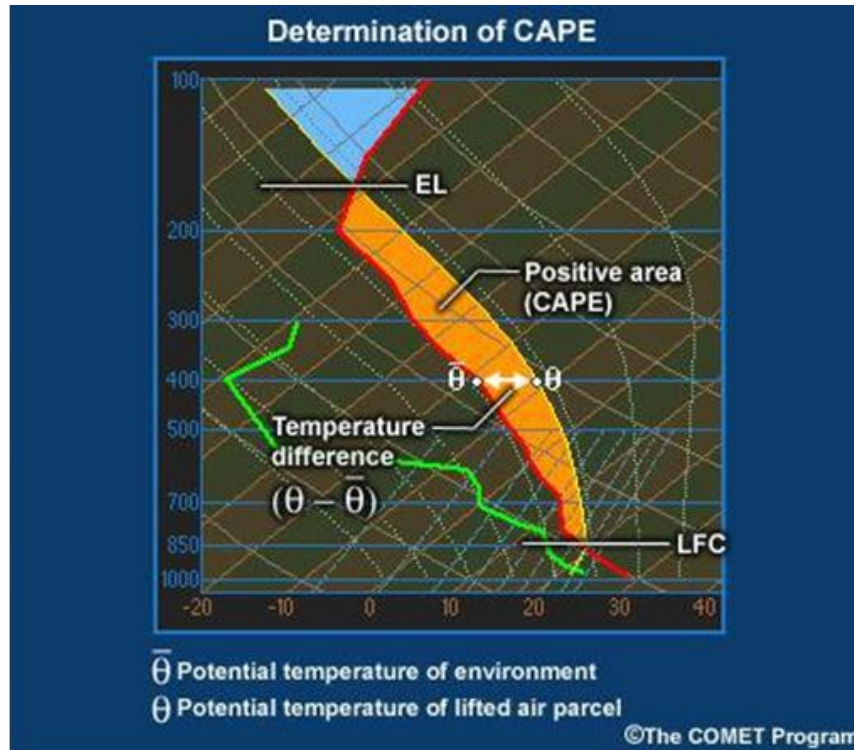 Determination of CAPE
100
EL
200
Positive area
(CAPE)
300
θ̅ θ
400
Temperature
500
difference
(θ − θ̅)
700
850
LFC
1000
-20 -10 0 10 20 30 40
θ̅ Potential temperature of environment
θ Potential temperature of lifted air parcel
©The COMET Program